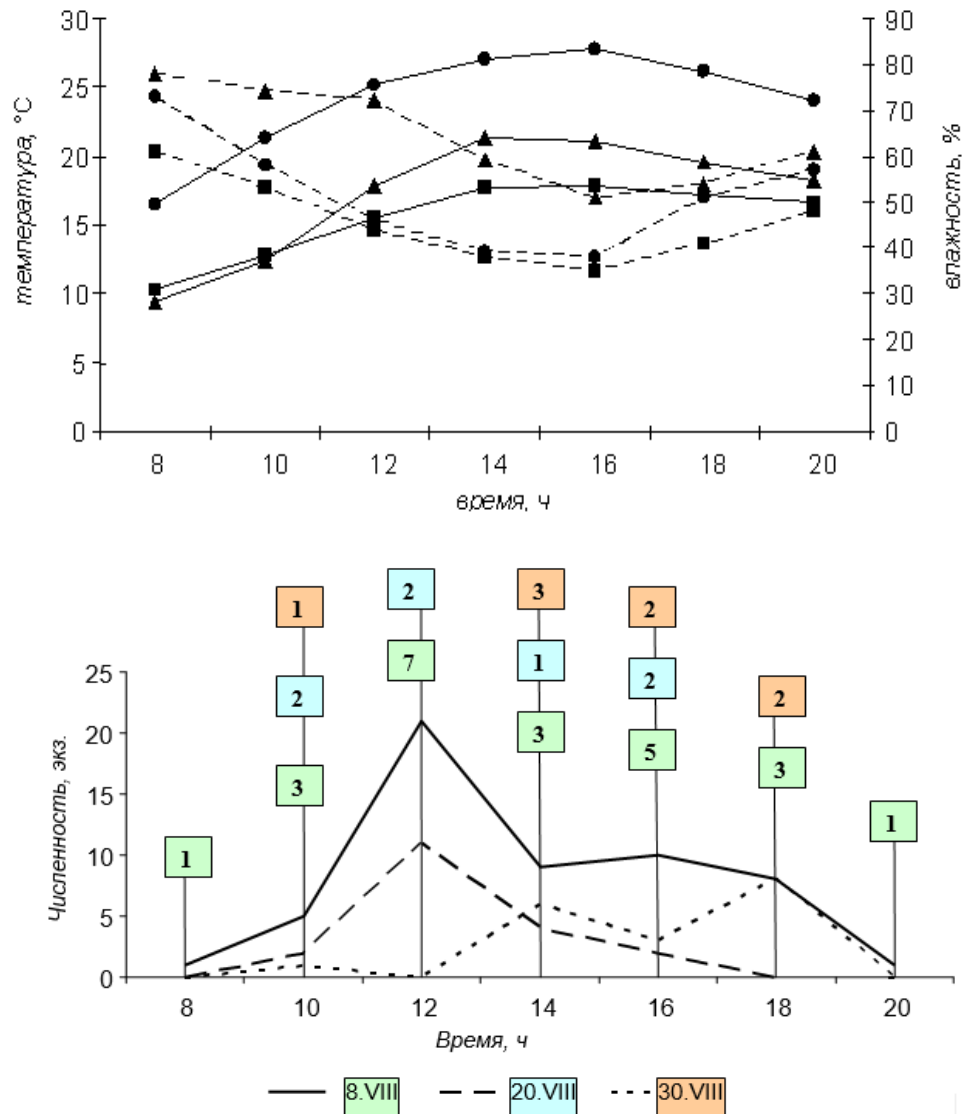 30
25
20
15
10
5
0
температура, °С
90
80
70
60
50
40
30
20
10
0
влажность, %
8 10 12 14 16 18 20
время, ч
1 2 3 2
2 7 1 2 2
3 3 5 3
1 1
25
20
15
10
5
0
Численность, экз.
8 10 12 14 16 18 20
Время, ч
8.VIII 20.VIII 30.VIII